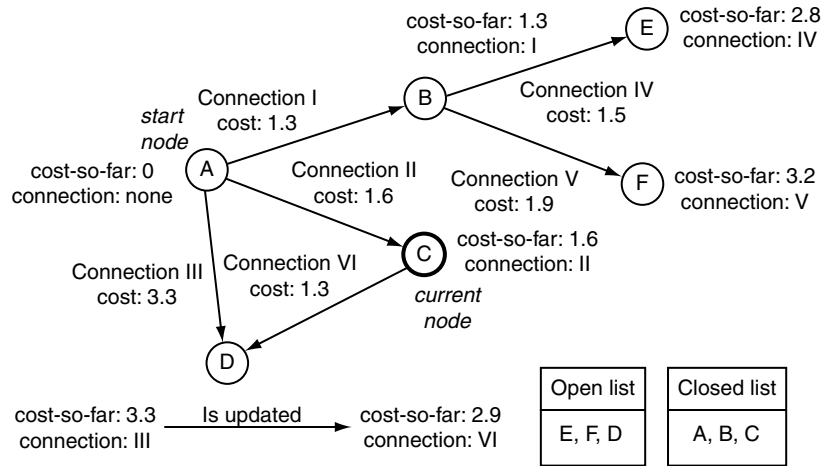 cost-so-far: 1.3
connection: I
E
cost-so-far: 2.8
connection: IV
Connection I
cost: 1.3
B
Connection IV
cost: 1.5
start
node
cost-so-far: 0
connection: none
A
Connection II
cost: 1.6
Connection V
cost: 1.9
F
cost-so-far: 3.2
connection: V
Connection III
cost: 3.3
Connection VI
cost: 1.3
C
cost-so-far: 1.6
connection: II
current
node
D
cost-so-far: 3.3
connection: III
Is updated
cost-so-far: 2.9
connection: VI
Open list
E, F, D
Closed list
A, B, C